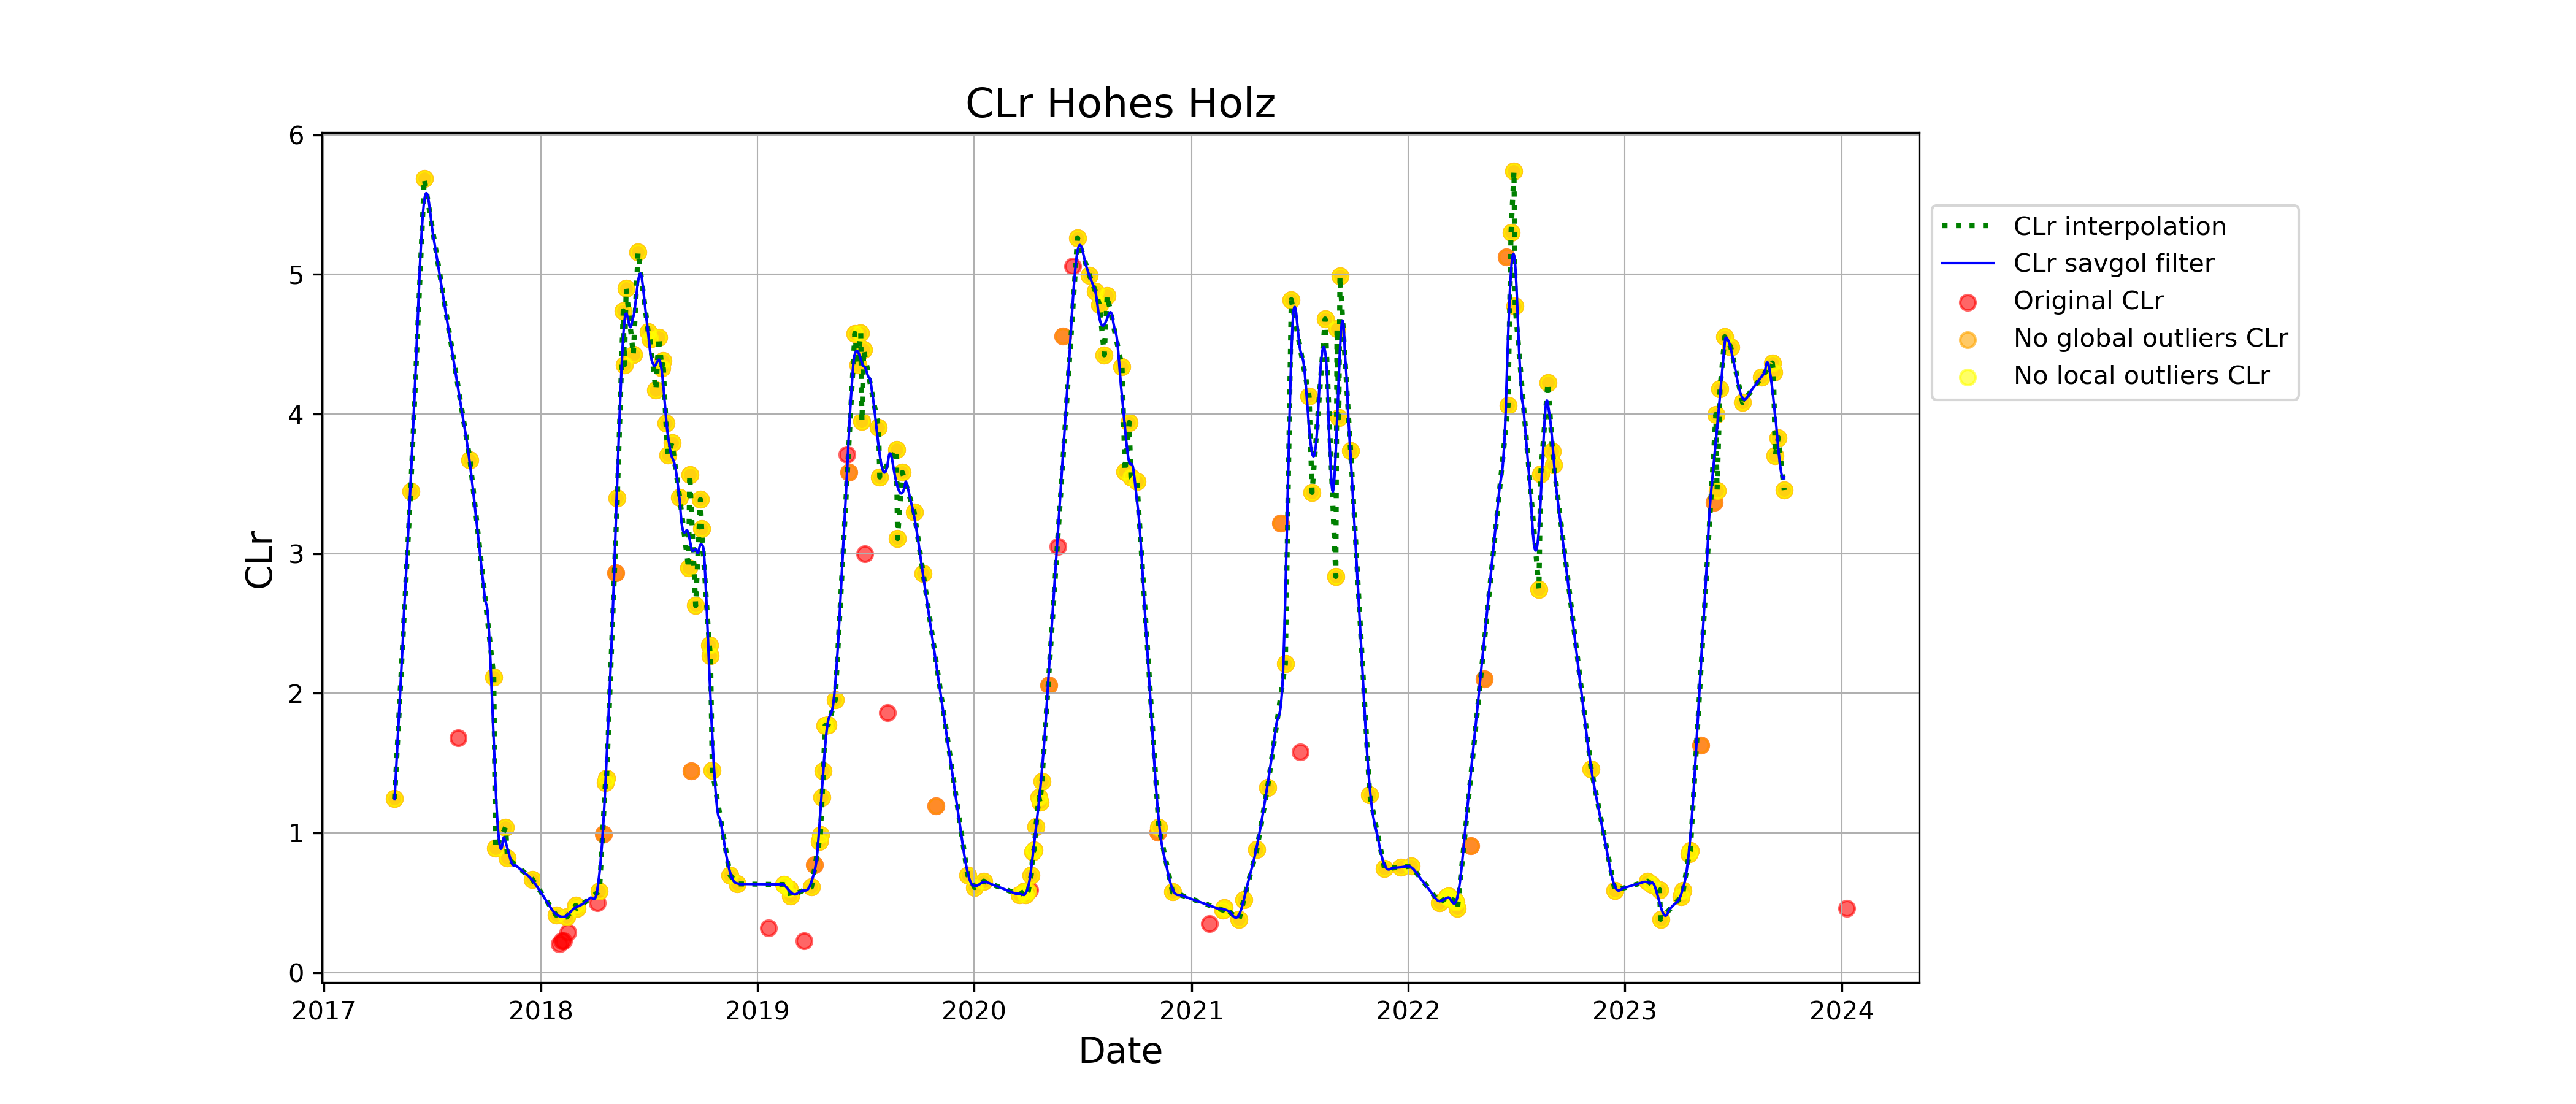 CLr Hohes Holz
6
5
4
3
2
1
0
CLr
2017 2018 2019 2020 2021 2022 2023 2024
Date
CLr interpolation
CLr savgol filter
Original CLr
No global outliers CLr
No local outliers CLr